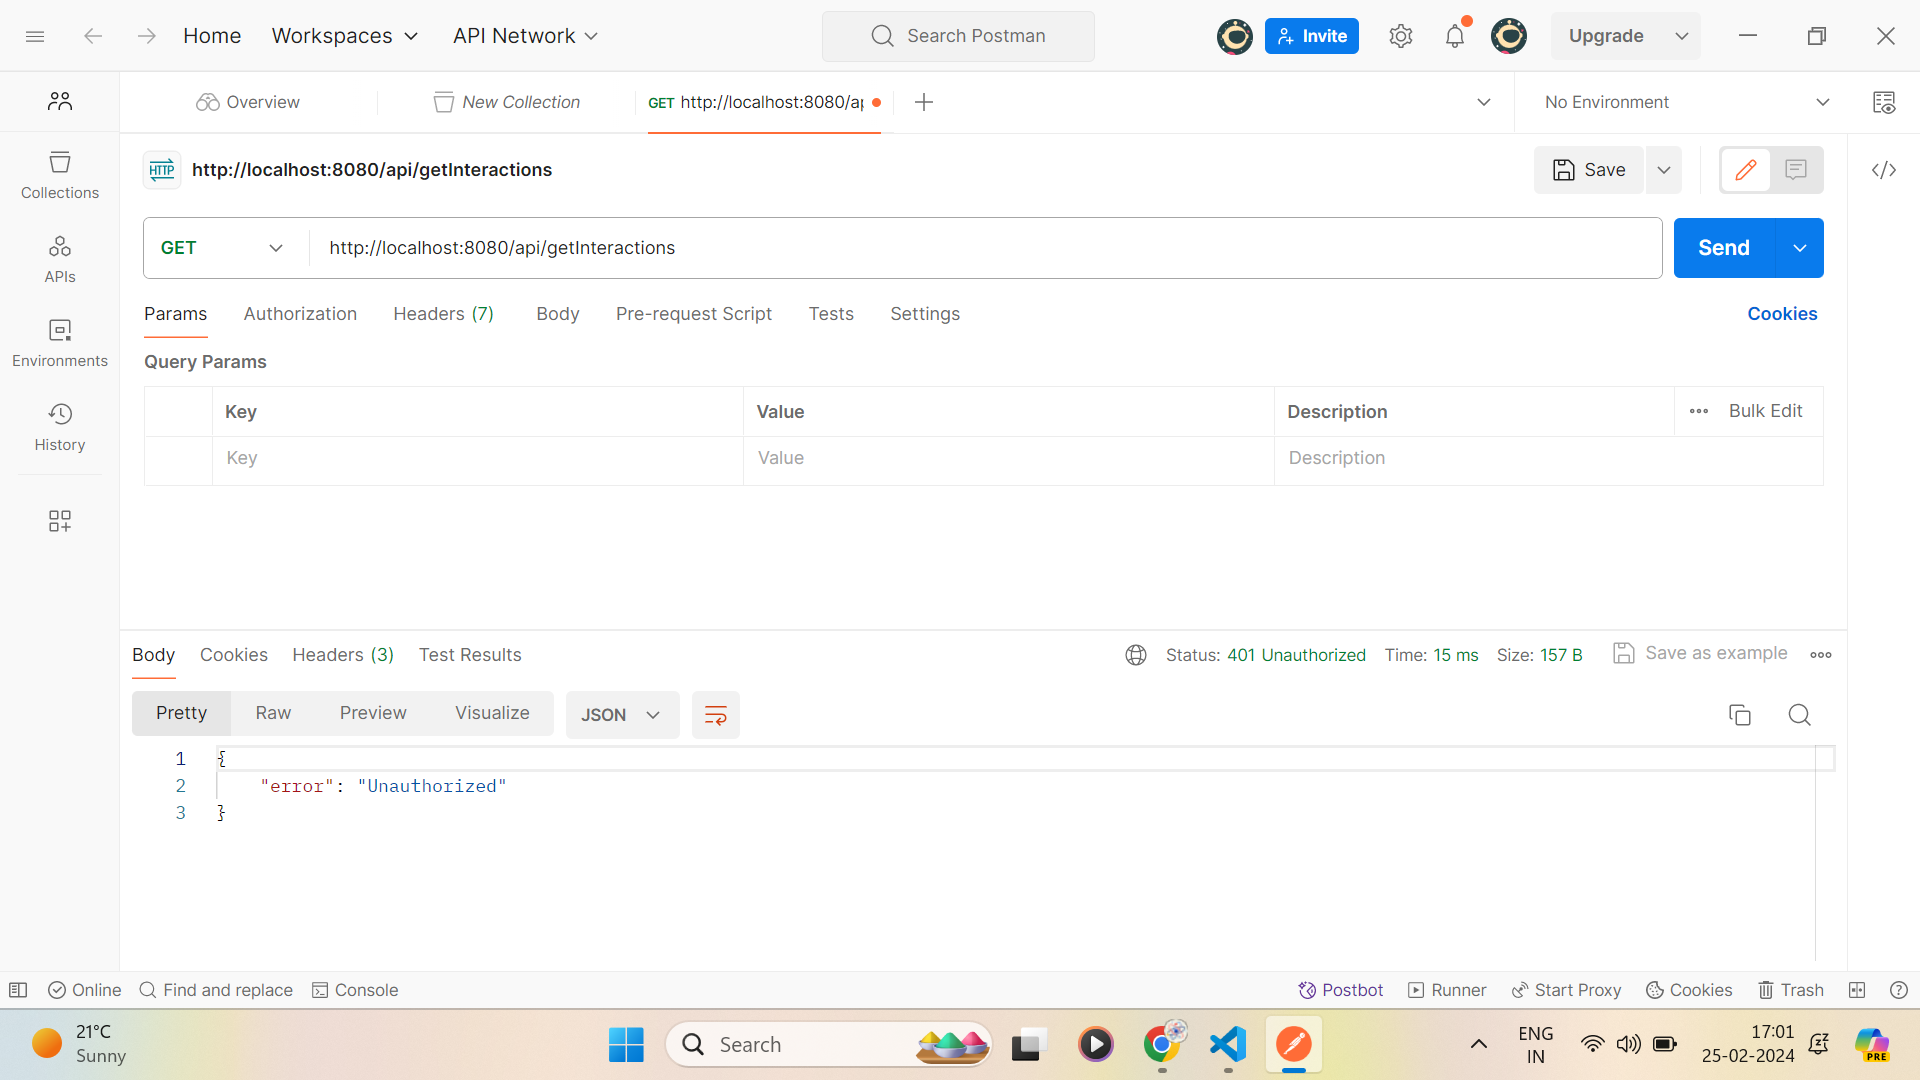 Home Workspaces API Network Search Postman Invite Upgrade
Overview New Collection GET http://localhost:8080/a No Environment
HTTP http://localhost:8080/api/getInteractions Save
Collections
GET http://localhost:8080/api/getInteractions Send
APIs
Params Authorization Headers (7) Body Pre-request Script Tests Settings Cookies
Environments
Query Params
Key Value Description Bulk Edit
History
Key Value Description
Body Cookies Headers (3) Test Results Status: 401 Unauthorized Time: 15 ms Size: 157 B Save as example
Pretty Raw Preview Visualize JSON
1 {
2 "error": "Unauthorized"
3 }
Online Find and replace Console Postbot Runner Start Proxy Cookies Trash
21°C
Sunny
Search
ENG
IN
17:01
25-02-2024
PRE